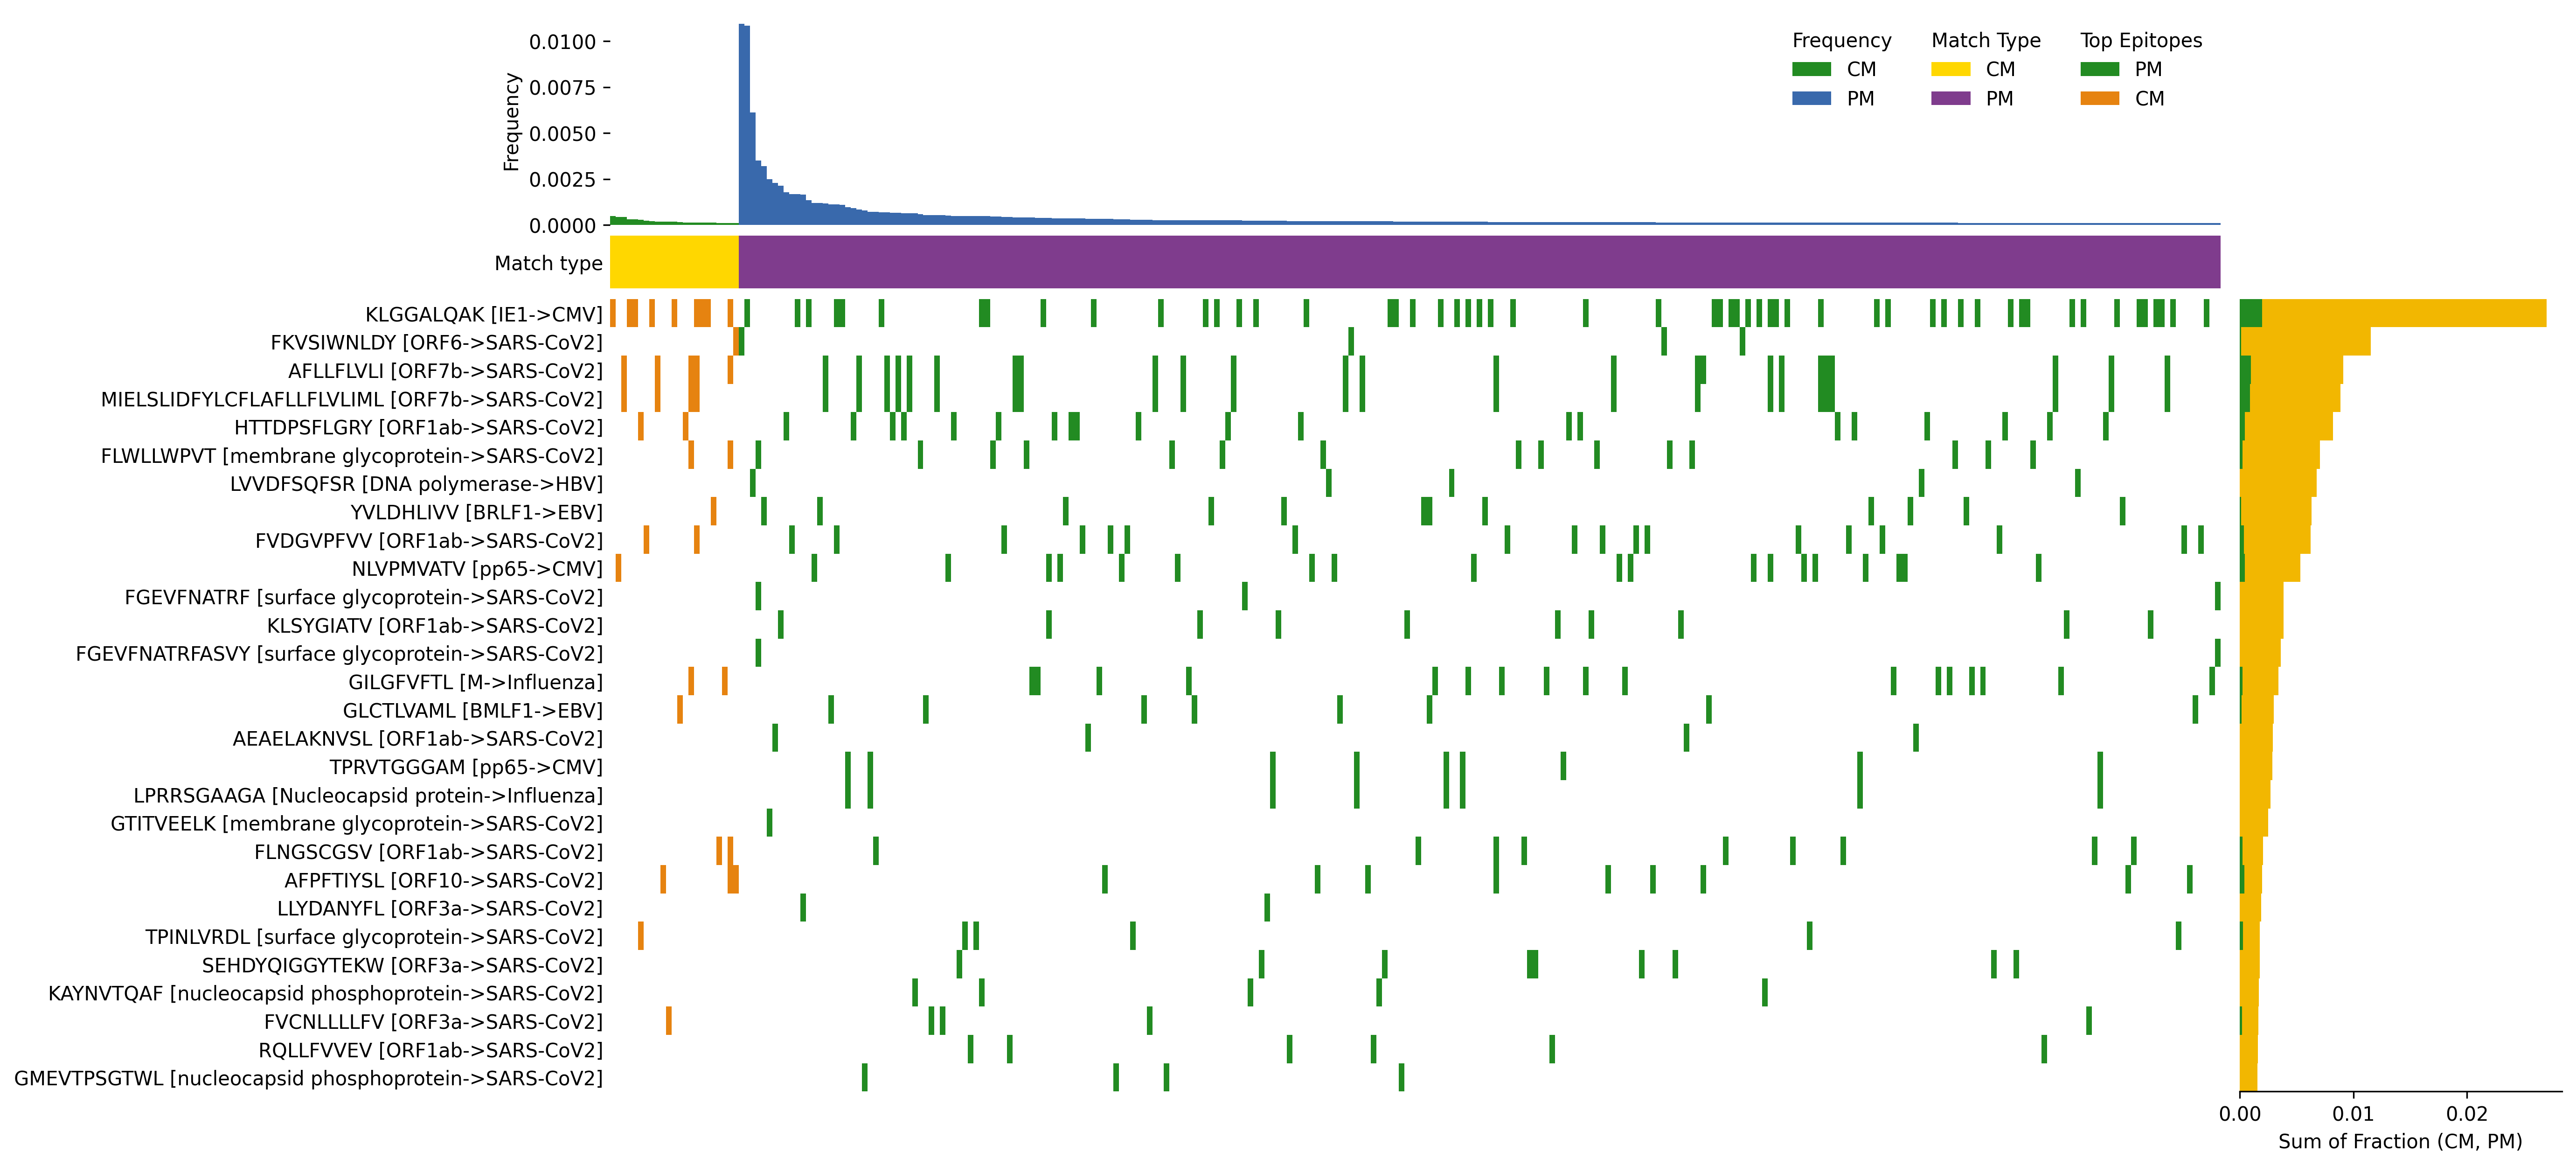 Frequency
0.0100
0.0075
0.0050
0.0025
0.0000
Frequency Match Type Top Epitopes
CM CM PM
PM PM CM
Match type
KLGGALQAK [IE1->CMV]
FKVSIWNLDY [ORF6->SARS-CoV2]
AFLLFLVLI [ORF7b->SARS-CoV2]
MIELSLIDFYLCFLAFLLFLVLIML [ORF7b->SARS-CoV2]
HTTDPSFLGRY [ORF1ab->SARS-CoV2]
FLWLLWPVT [membrane glycoprotein->SARS-CoV2]
LVVDFSQFSR [DNA polymerase->HBV]
YVLDHLIVV [BRLF1->EBV]
FVDGVPFVV [ORF1ab->SARS-CoV2]
NLVPMVATV [pp65->CMV]
FGEVFNATRF [surface glycoprotein->SARS-CoV2]
KLSYGIATV [ORF1ab->SARS-CoV2]
FGEVFNATRFASVY [surface glycoprotein->SARS-CoV2]
GILGFVFTL [M->Influenza]
GLCTLVAML [BMLF1->EBV]
AEAELAKNVSL [ORF1ab->SARS-CoV2]
TPRVTGGGAM [pp65->CMV]
LPRRSGAAGA [Nucleocapsid protein->Influenza]
GTITVEELK [membrane glycoprotein->SARS-CoV2]
FLNGSCGSV [ORF1ab->SARS-CoV2]
AFPFTIYSL [ORF10->SARS-CoV2]
LLYDANYFL [ORF3a->SARS-CoV2]
TPINLVRDL [surface glycoprotein->SARS-CoV2]
SEHDYQIGGYTEKW [ORF3a->SARS-CoV2]
KAYNVTQAF [nucleocapsid phosphoprotein->SARS-CoV2]
FVCNLLLLFV [ORF3a->SARS-CoV2]
RQLLFVVEV [ORF1ab->SARS-CoV2]
GMEVTPSGTWL [nucleocapsid phosphoprotein->SARS-CoV2]
0.00 0.01 0.02
Sum of Fraction (CM, PM)